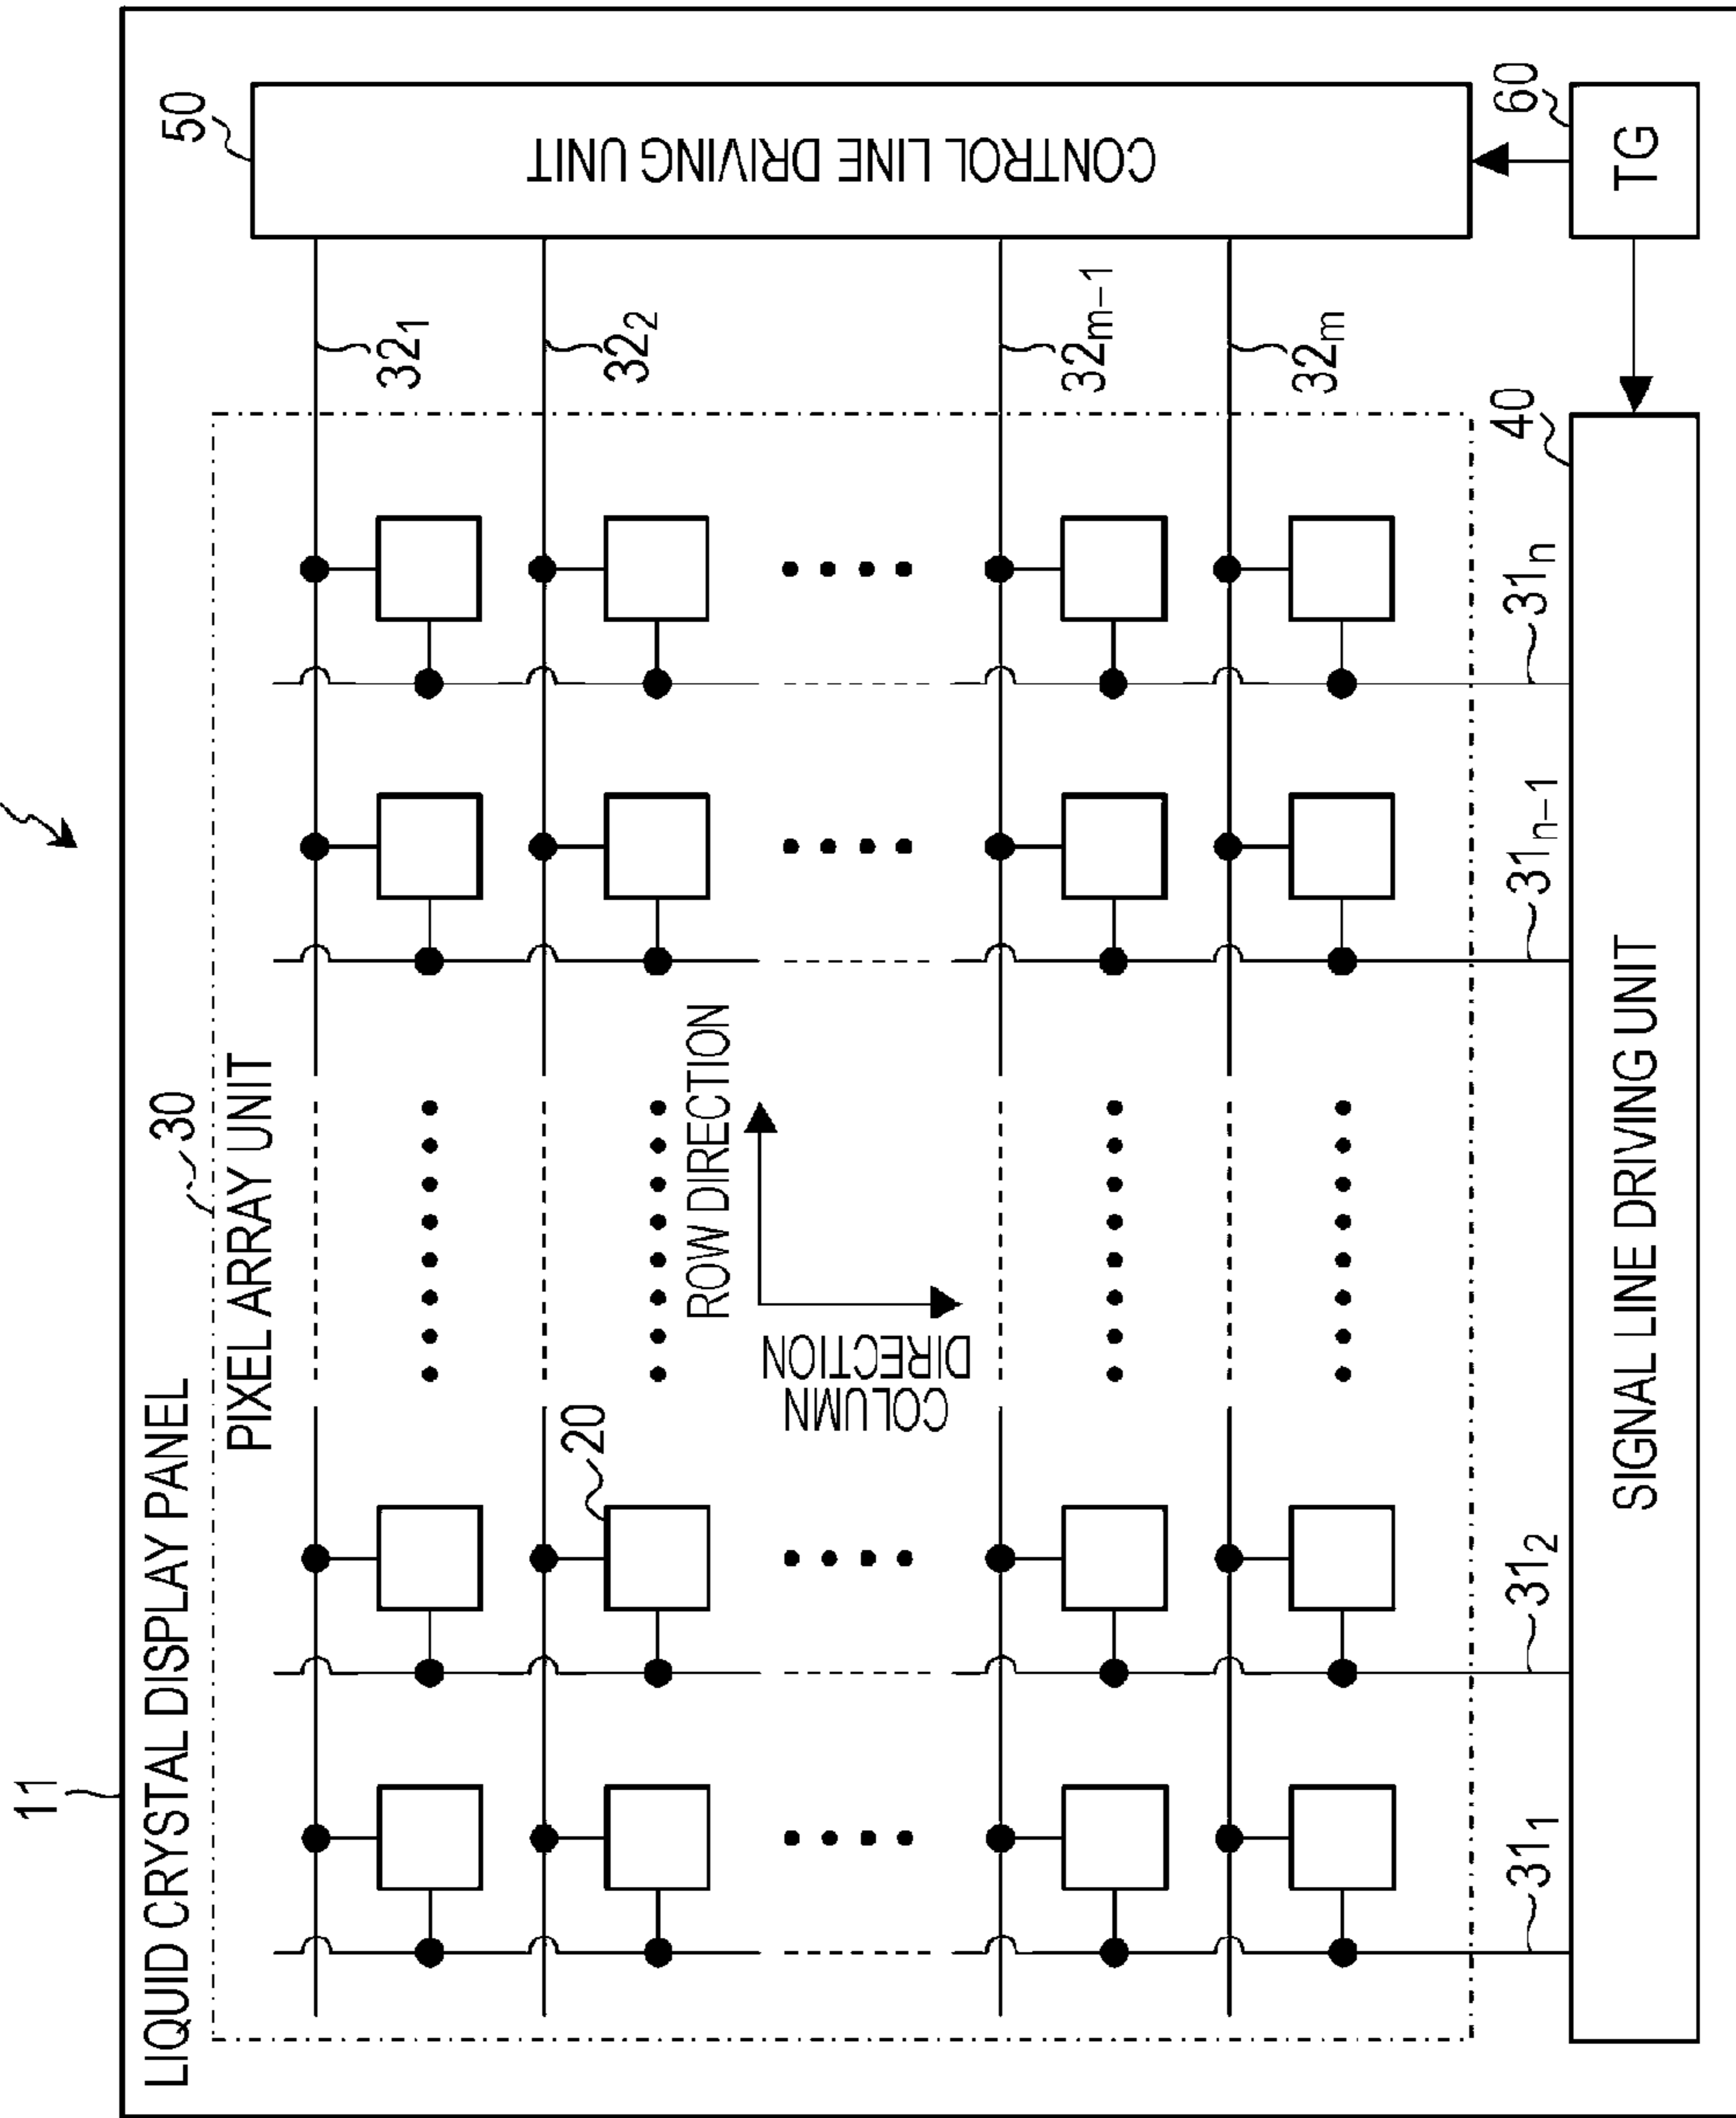 11
LIQUID CRYSTAL DISPLAY PANEL
30
PIXEL ARRAY UNIT
50
CONTROL LINE DRIVING UNIT
32₁
32₂
20
ROW DIRECTION
COLUMN
DIRECTION
32ₘ₋₁
32ₘ
31₁
31₂
31ₙ₋₁
31ₙ
40
60
SIGNAL LINE DRIVING UNIT
TG